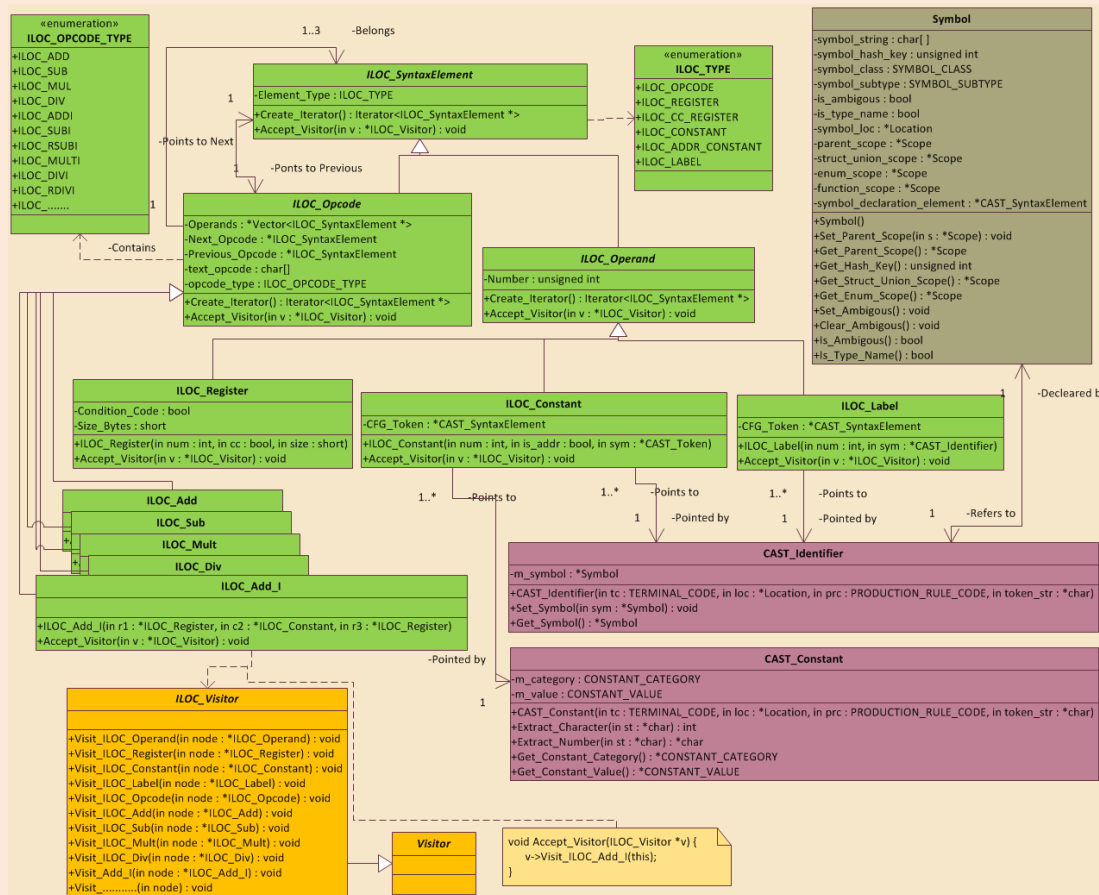 «enumeration»
ILOC_OPCODE_TYPE
+ILOC_ADD
+ILOC_SUB
+ILOC_MUL
+ILOC_DIV
+ILOC_ADDI
+ILOC_SUBI
+ILOC_RSUBI
+ILOC_MULTI
+ILOC_DIVI
+ILOC_RDIVI
+ILOC_.......
1..3
-Belongs
ILOC_SyntaxElement
-Element_Type : ILOC_TYPE
+Create_Iterator() : Iterator<ILOC_SyntaxElement *>
+Accept_Visitor(in v : *ILOC_Visitor) : void
«enumeration»
ILOC_TYPE
+ILOC_OPCODE
+ILOC_REGISTER
+ILOC_CC_REGISTER
+ILOC_CONSTANT
+ILOC_ADDR_CONSTANT
+ILOC_LABEL
1
-Points to Next
-Ponts to Previous
1
1
-Contains
ILOC_Opcode
-Operands : *Vector<ILOC_SyntaxElement *>
-Next_Opcode : *ILOC_SyntaxElement
-Previous_Opcode : *ILOC_SyntaxElement
-text_opcode : char[]
-opcode_type : ILOC_OPCODE_TYPE
+Create_Iterator() : Iterator<ILOC_SyntaxElement *>
+Accept_Visitor(in v : *ILOC_Visitor) : void
ILOC_Operand
-Number : unsigned int
+Create_Iterator() : Iterator<ILOC_SyntaxElement *>
+Accept_Visitor(in v : *ILOC_Visitor) : void
Symbol
-symbol_string : char[ ]
-symbol_hash_key : unsigned int
-symbol_class : SYMBOL_CLASS
-symbol_subtype : SYMBOL_SUBTYPE
-is_ambigous : bool
-is_type_name : bool
-symbol_loc : *Location
-parent_scope : *Scope
-struct_union_scope : *Scope
-enum_scope : *Scope
-function_scope : *Scope
-symbol_declaration_element : *CAST_SyntaxElement
+Symbol()
+Set_Parent_Scope(in s : *Scope) : void
+Get_Parent_Scope() : *Scope
+Get_Hash_Key() : unsigned int
+Get_Struct_Union_Scope() : *Scope
+Get_Enum_Scope() : *Scope
+Set_Ambigous() : void
+Clear_Ambigous() : void
+Is_Ambigous() : bool
+Is_Type_Name() : bool
1
-Declared b
ILOC_Register
-Condition_Code : bool
-Size_Bytes : short
+ILOC_Register(in num : int, in cc : bool, in size : short)
+Accept_Visitor(in v : *ILOC_Visitor) : void
ILOC_Constant
-CFG_Token : *CAST_SyntaxElement
+ILOC_Constant(in num : int, in is_addr : bool, in sym : *CAST_Token)
+Accept_Visitor(in v : *ILOC_Visitor) : void
ILOC_Label
-CFG_Token : *CAST_SyntaxElement
+ILOC_Label(in num : int, in sym : *CAST_Identifier)
+Accept_Visitor(in v : *ILOC_Visitor) : void
1..*
-Points to
1..*
-Points to
1
-Pointed by
1..*
-Points to
1
-Pointed by
1
-Refers to
ILOC_Add
ILOC_Sub
ILOC_Mult
ILOC_Div
ILOC_Add_I
+ILOC_Add_I(in r1 : *ILOC_Register, in c2 : *ILOC_Constant, in r3 : *ILOC_Register)
+Accept_Visitor(in v : *ILOC_Visitor) : void
CAST_Identifier
-m_symbol : *Symbol
+CAST_Identifier(in tc : TERMINAL_CODE, in loc : *Location, in prc : PRODUCTION_RULE_CODE, in token_str : *char)
+Set_Symbol(in sym : *Symbol) : void
+Get_Symbol() : *Symbol
-Pointed by
1
CAST_Constant
-m_category : CONSTANT_CATEGORY
-m_value : CONSTANT_VALUE
+CAST_Constant(in tc : TERMINAL_CODE, in loc : *Location, in prc : PRODUCTION_RULE_CODE, in token_str : *char)
+Extract_Character(in st : *char) : int
+Extract_Number(in st : *char) : *char
+Get_Constant_Category() : *CONSTANT_CATEGORY
+Get_Constant_Value() : *CONSTANT_VALUE
ILOC_Visitor
+Visit_ILOC_Operand(in node : *ILOC_Operand) : void
+Visit_ILOC_Register(in node : *ILOC_Register) : void
+Visit_ILOC_Constant(in node : *ILOC_Constant) : void
+Visit_ILOC_Label(in node : *ILOC_Label) : void
+Visit_ILOC_Opcode(in node : *ILOC_Opcode) : void
+Visit_ILOC_Add(in node : *ILOC_Add) : void
+Visit_ILOC_Sub(in node : *ILOC_Sub) : void
+Visit_ILOC_Mult(in node : *ILOC_Mult) : void
+Visit_ILOC_Div(in node : *ILOC_Div) : void
+Visit_Add_I(in node : *ILOC_Add_I) : void
+Visit_...........(in node) : void
Visitor
void Accept_Visitor(ILOC_Visitor *v) {
v->Visit_ILOC_Add_I(this);
}